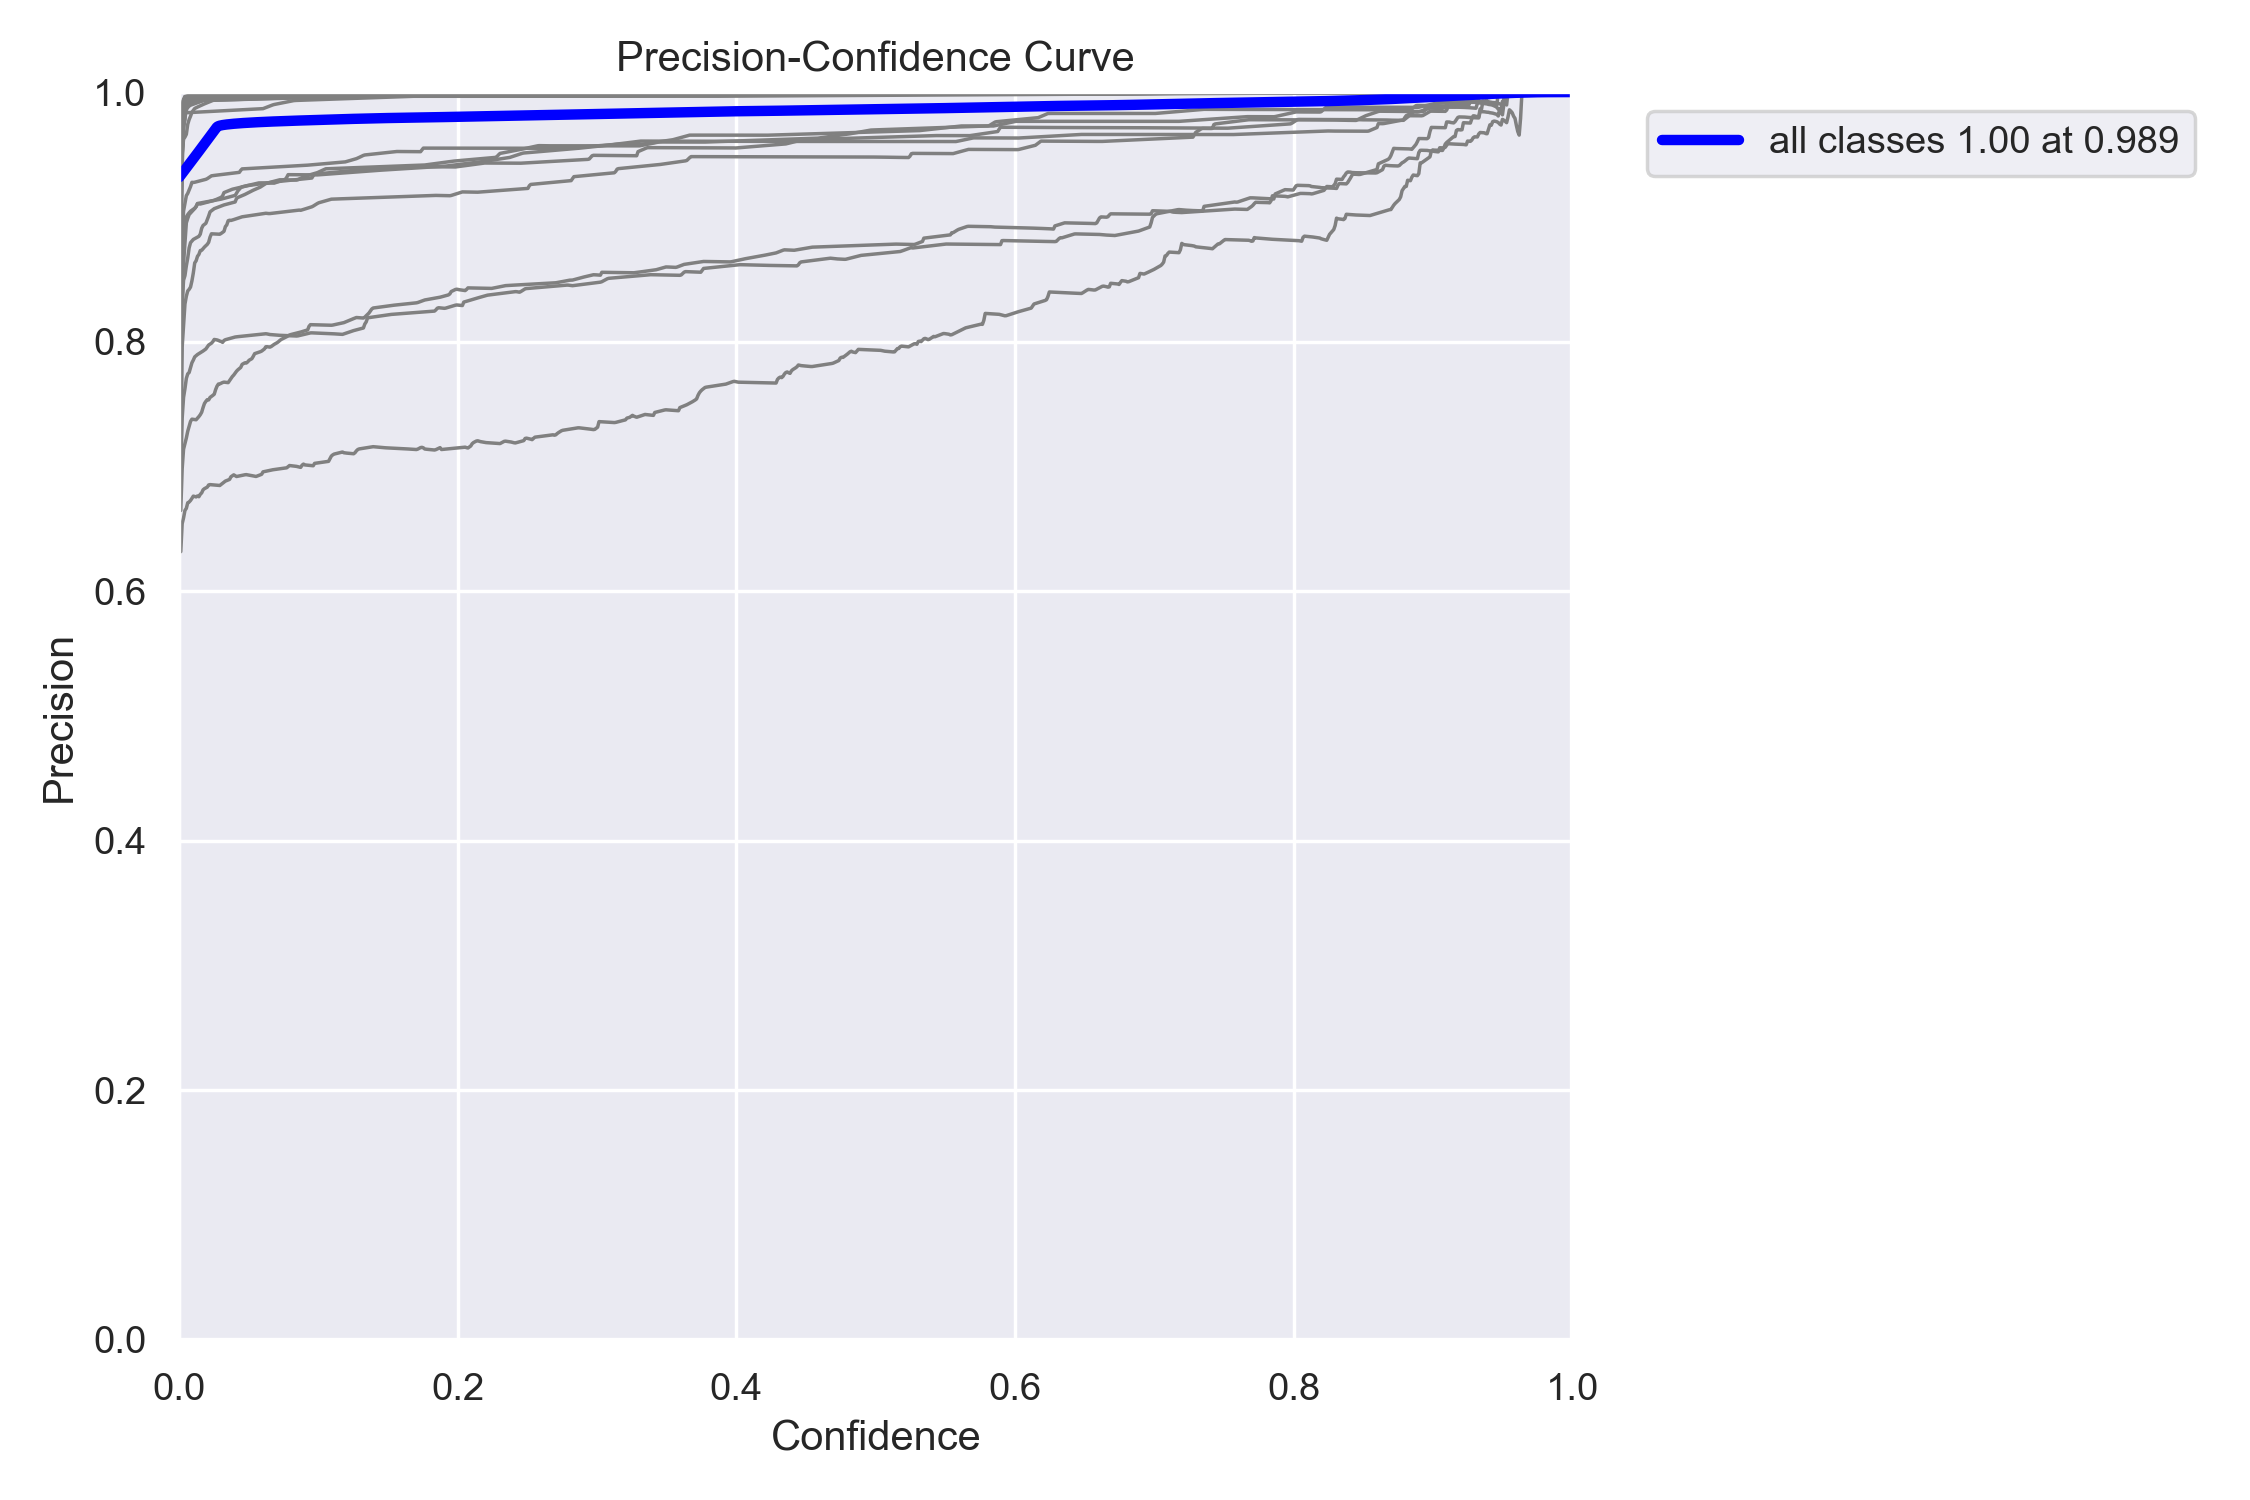 Precision-Confidence Curve
1.0
0.8
0.6
0.4
0.2
0.0
Precision
0.0 0.2 0.4 0.6 0.8 1.0
Confidence
all classes 1.00 at 0.989